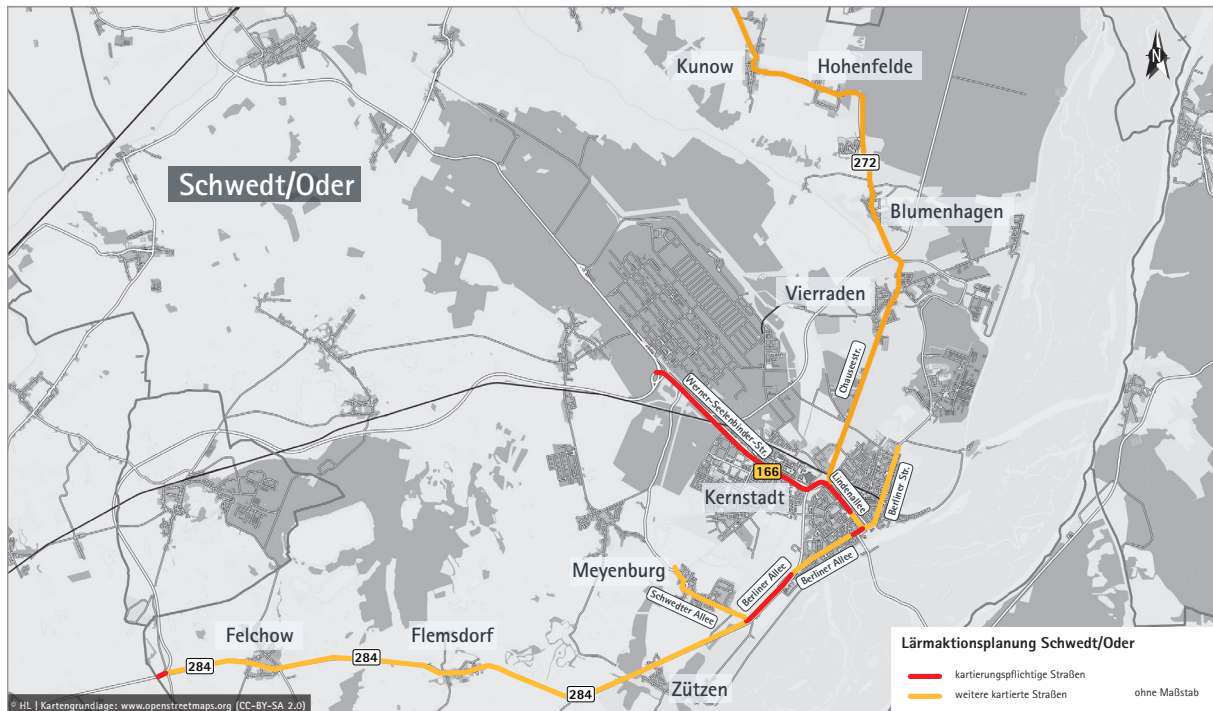 Kunow
Hohenfelde
N
272
Schwedt/Oder
Blumenhagen
Vierraden
Chauseestr.
Werner-Seelenbinder-Str.
166
Kernstadt
Lindenallee
Berliner Str.
Meyenburg
Berliner Allee
Berliner Allee
Schwedter Allee
Felchow
Flemsdorf
284
284
284
Zützen
Lärmaktionsplanung Schwedt/Oder
kartierungspflichtige Straßen
weitere kartierte Straßen
ohne Maßstab
© HL | Kartengrundlage: www.openstreetmaps.org (CC-BY-SA 2.0)